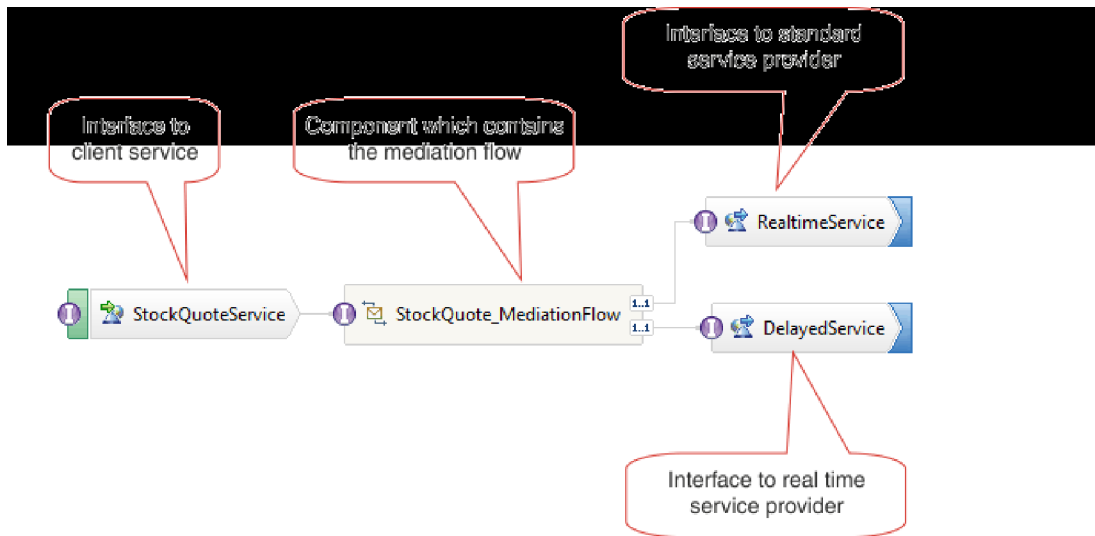 Interface to standard
service provider
Interface to
client service
Component which contains
the mediation flow
RealtimeService
StockQuoteService
StockQuote_MediationFlow
1..1
1..1
DelayedService
Interface to real time
service provider